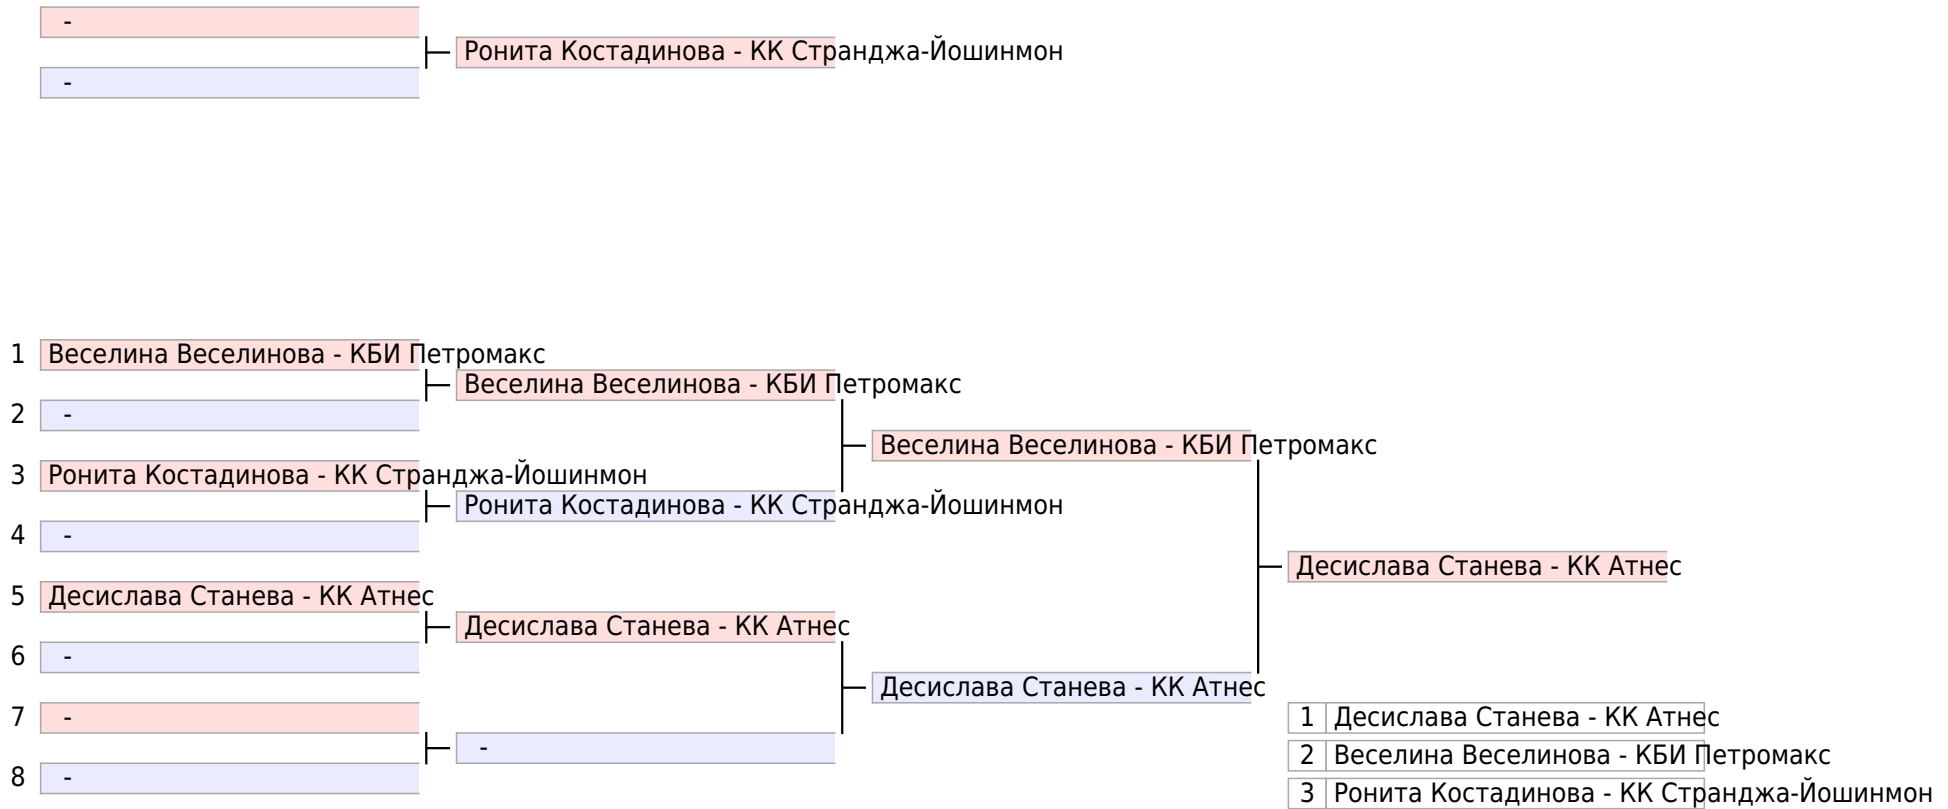 -
Ронита Костадинова - КК Странджа-Йошинмон
-
1 Веселина Веселинова - КБИ Петромакс
Веселина Веселинова - КБИ Петромакс
2 -
Веселина Веселинова - КБИ Петромакс
3 Ронита Костадинова - КК Странджа-Йошинмон
Ронита Костадинова - КК Странджа-Йошинмон
4 -
Десислава Станева - КК Атнес
5 Десислава Станева - КК Атнес
Десислава Станева - КК Атнес
6 -
Десислава Станева - КК Атнес
7 -
1 Десислава Станева - КК Атнес
-
2 Веселина Веселинова - КБИ Петромакс
8 -
3 Ронита Костадинова - КК Странджа-Йошинмон